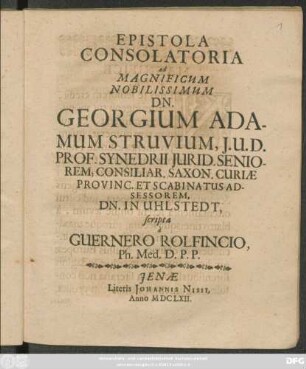 EPISTOLA
CONSOLATORIA
ad
MAGNIFICUM
NOBILISSIMUM
DN.
GEORGIUM ADA-
MUM STRUVIUM, J.U.D.
PROF: SYNEDRII JURID. SENIO-
REM, CONSILIAR. SAXON. CURIÆ
PROVINC. ET SCABINATUS AD-
SESSOREM,
DN. IN UHLSTEDT,
scripta
à
GUERNERO ROLFINCIO,
Ph. Med. D. P. P.
JENÆ
Literis JOHANNIS NISII,
Anno MDCLXII.